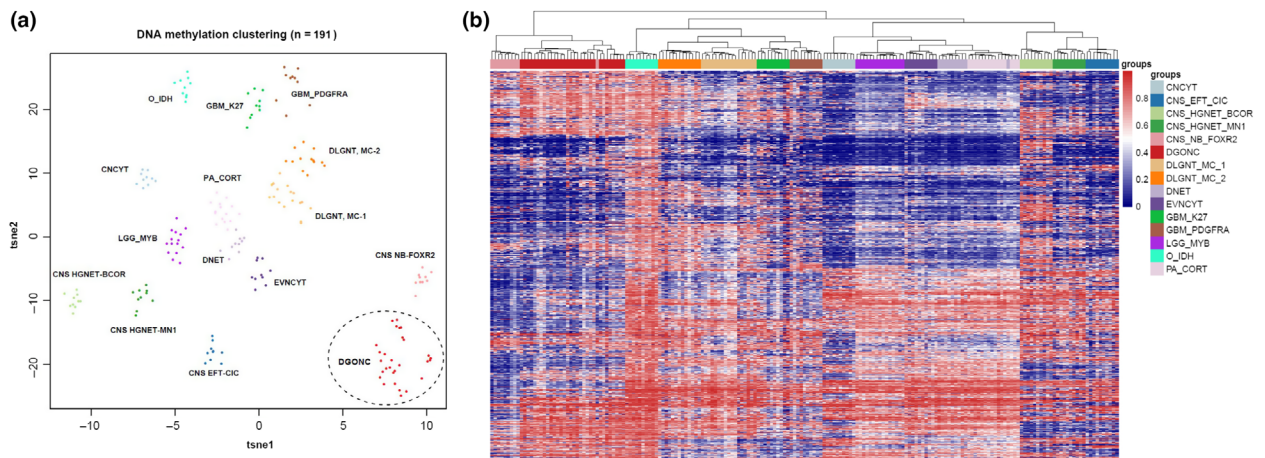 (a)
DNA methylation clustering (n = 191)
O_IDH
GBM_K27
GBM_PDGFRA
DLGNT, MC-2
CNCYT
PA_CORT
DLGNT, MC-1
LGG_MYB
DNET
CNS NB-FOXR2
CNS HGNET-BCOR
EVNCYT
CNS HGNET-MN1
DGONC
CNS EFT-CIC
20
10
0
−10
−20
tsne2
−10
−5
0
5
10
tsne1
(b)
groups
1
0.8
0.6
0.4
0.2
0
groups
CNCYT
CNS_EFT_CIC
CNS_HGNET_BCOR
CNS_HGNET_MN1
CNS_NB_FOXR2
DGONC
DLGNT_MC_1
DLGNT_MC_2
DNET
EVNCYT
GBM_K27
GBM_PDGFRA
LGG_MYB
O_IDH
PA_CORT